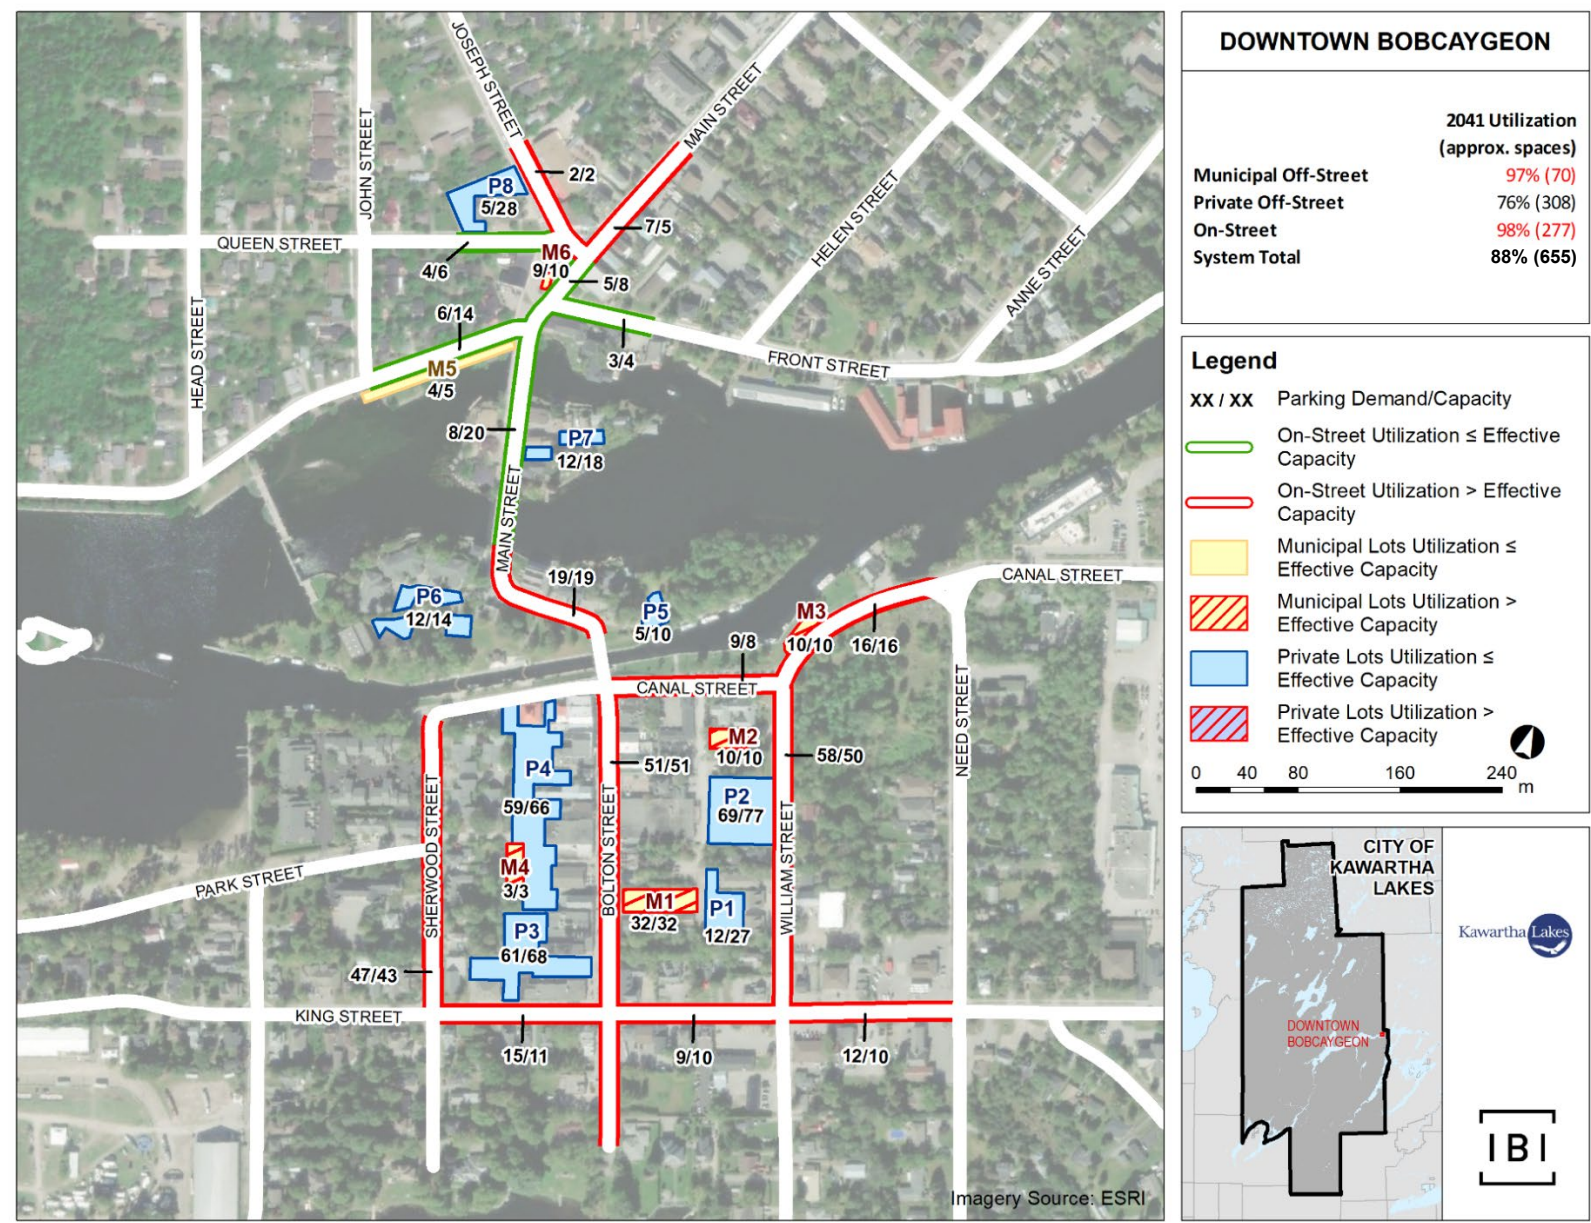 DOWNTOWN BOBCAYGEON
2041 Utilization
(approx. spaces)
Municipal Off-Street 97% (70)
Private Off-Street 76% (308)
On-Street 98% (277)
System Total 88% (655)
Legend
XX / XX Parking Demand/Capacity
On-Street Utilization ≤ Effective
Capacity
On-Street Utilization > Effective
Capacity
Municipal Lots Utilization ≤
Effective Capacity
Municipal Lots Utilization >
Effective Capacity
Private Lots Utilization ≤
Effective Capacity
Private Lots Utilization >
Effective Capacity
0 40 80 160 240
m
CITY OF
KAWARTHA
LAKES
DOWNTOWN
BOBCAYGEON
Kawartha Lakes
IBI
JOSEPH STREET
MAIN STREET
JOHN STREET
2/2
P8
5/28
7/5
HELEN STREET
QUEEN STREET
M6
9/10
4/6
5/8
ANNE STREET
HEAD STREET
6/14
M5
4/5
3/4
FRONT STREET
8/20
P7
12/18
MAIN STREET
19/19
CANAL STREET
P6
12/14
P5
5/10
M3
10/10
16/16
9/8
CANAL STREET
NEED STREET
M2
10/10
51/51
58/50
P4
59/66
P2
69/77
SHERWOOD STREET
BOLTON STREET
WILLIAM STREET
PARK STREET
M4
3/3
M1
32/32
P1
12/27
P3
61/68
47/43
KING STREET
15/11
9/10
12/10
Imagery Source: ESRI